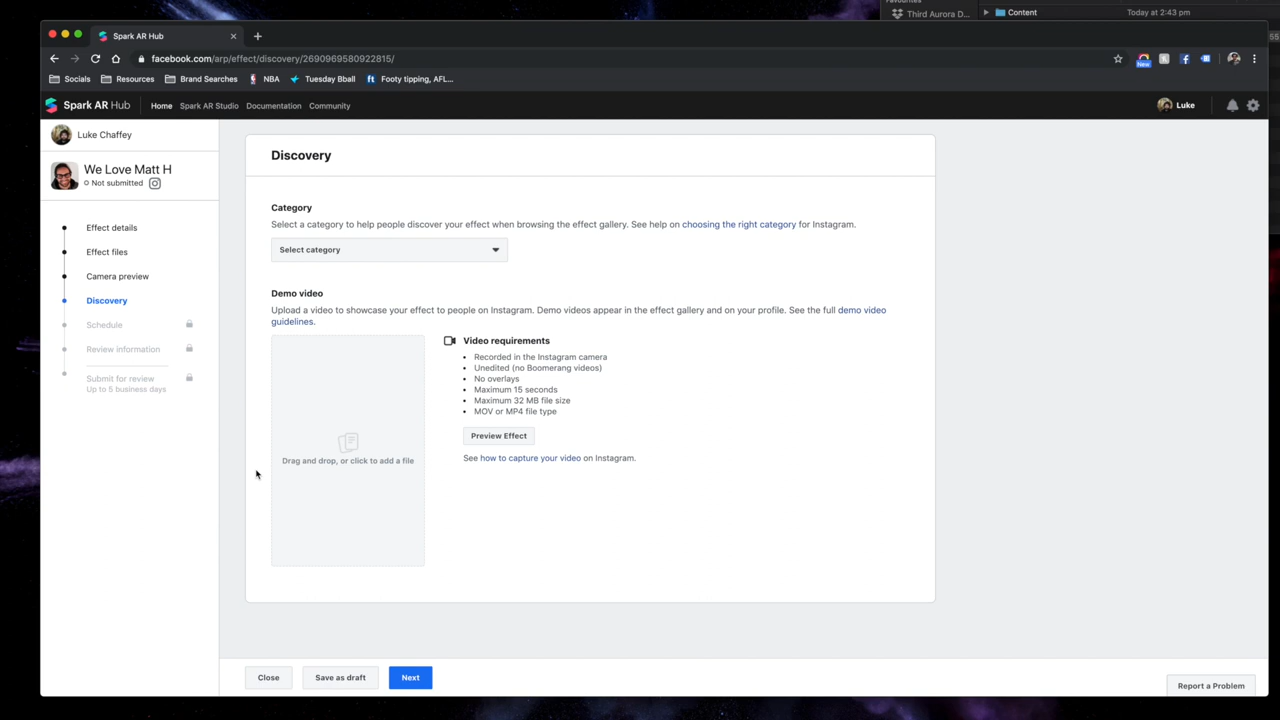 Third Aurora D...
Content
Today at 2:43 pm
55
Spark AR Hub
facebook.com/arp/effect/discovery/2690969580922815/
New
Socials
Resources
Brand Searches
NBA
Tuesday Bball
ft
Footy tipping, AFL...
Spark AR Hub
Home
Spark AR Studio
Documentation
Community
Luke
Luke Chaffey
We Love Matt H
Not submitted
Effect details
Effect files
Camera preview
Discovery
Schedule
Review information
Submit for review
Up to 5 business days
Discovery
Category
Select a category to help people discover your effect when browsing the effect gallery. See help on choosing the right category for Instagram.
Select category
Demo video
Upload a video to showcase your effect to people on Instagram. Demo videos appear in the effect gallery and on your profile. See the full demo video
guidelines.
Drag and drop, or click to add a file
Video requirements
• Recorded in the Instagram camera
• Unedited (no Boomerang videos)
• No overlays
• Maximum 15 seconds
• Maximum 32 MB file size
• MOV or MP4 file type
Preview Effect
See how to capture your video on Instagram.
Close
Save as draft
Next
Report a Problem